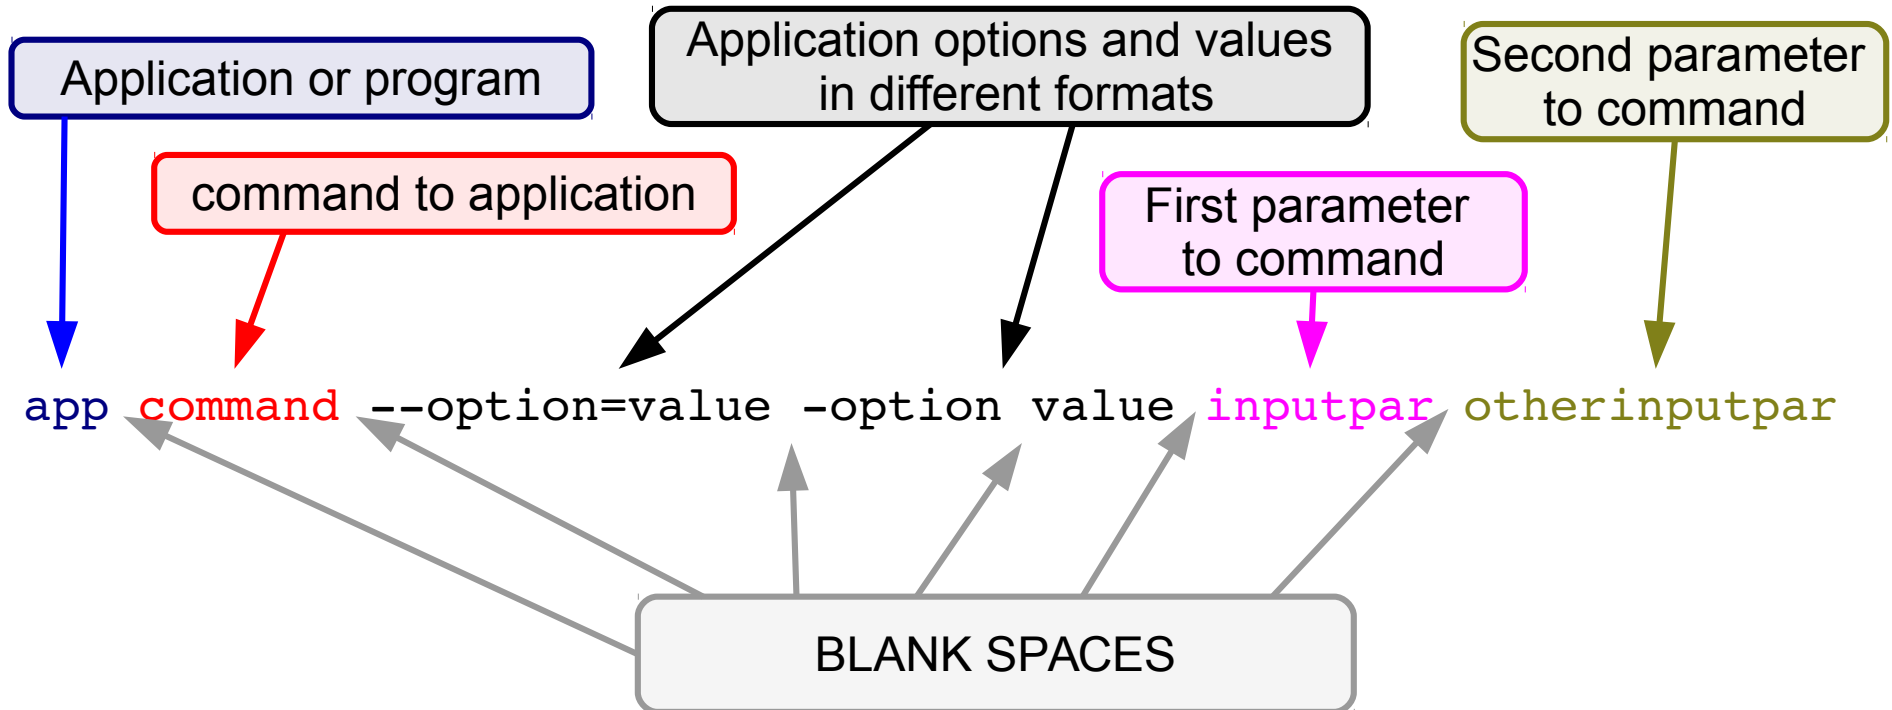 Application or program
Application options and values
in different formats
Second parameter
to command
command to application
First parameter
to command
app command --option=value -option value inputpar otherinputpar
BLANK SPACES